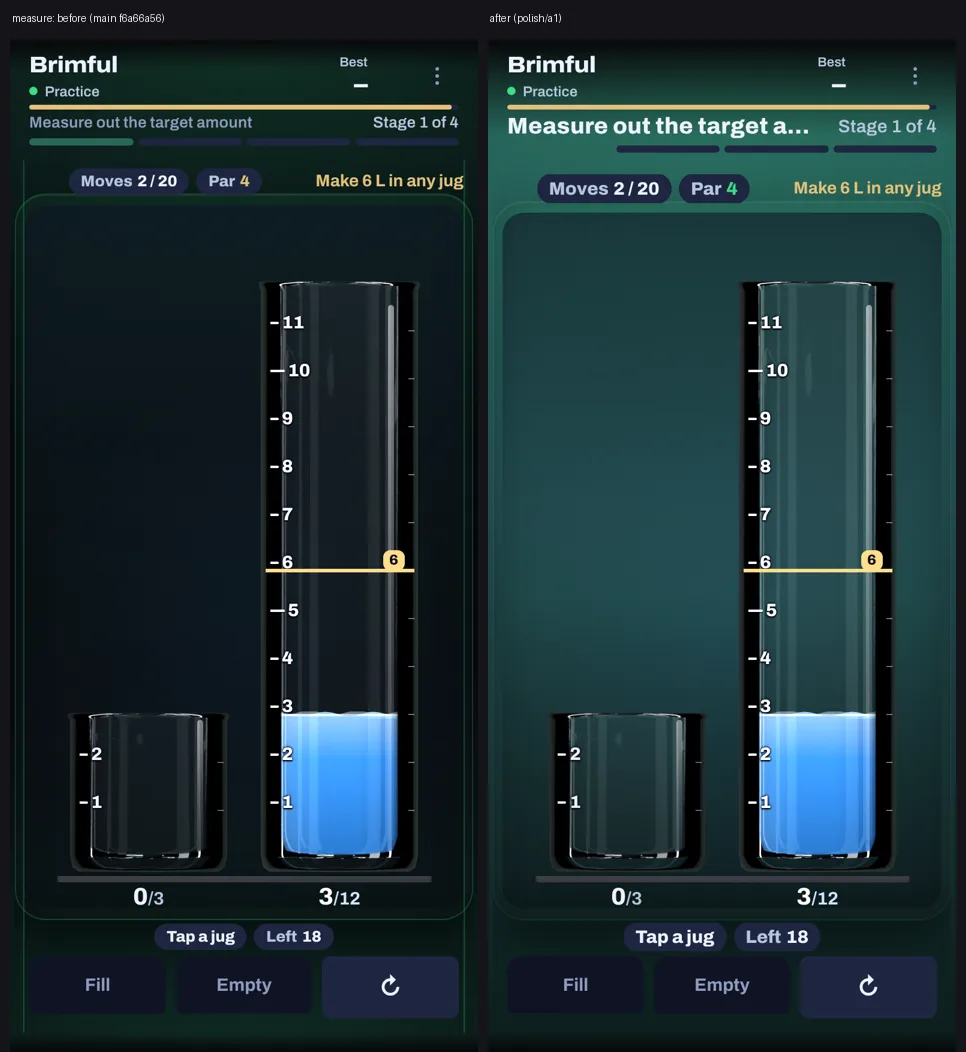 measure: before (main f6a66a56)
Brimful
Best
–
Practice
Measure out the target amount
Stage 1 of 4
Moves 2 / 20
Par 4
Make 6 L in any jug
11
10
9
8
7
6
6
5
4
3
2
1
2
1
0/3
3/12
Tap a jug
Left 18
Fill
Empty
after (polish/a1)
Brimful
Best
–
Practice
Measure out the target a...
Stage 1 of 4
Moves 2 / 20
Par 4
Make 6 L in any jug
11
10
9
8
7
6
6
5
4
3
2
1
2
1
0/3
3/12
Tap a jug
Left 18
Fill
Empty